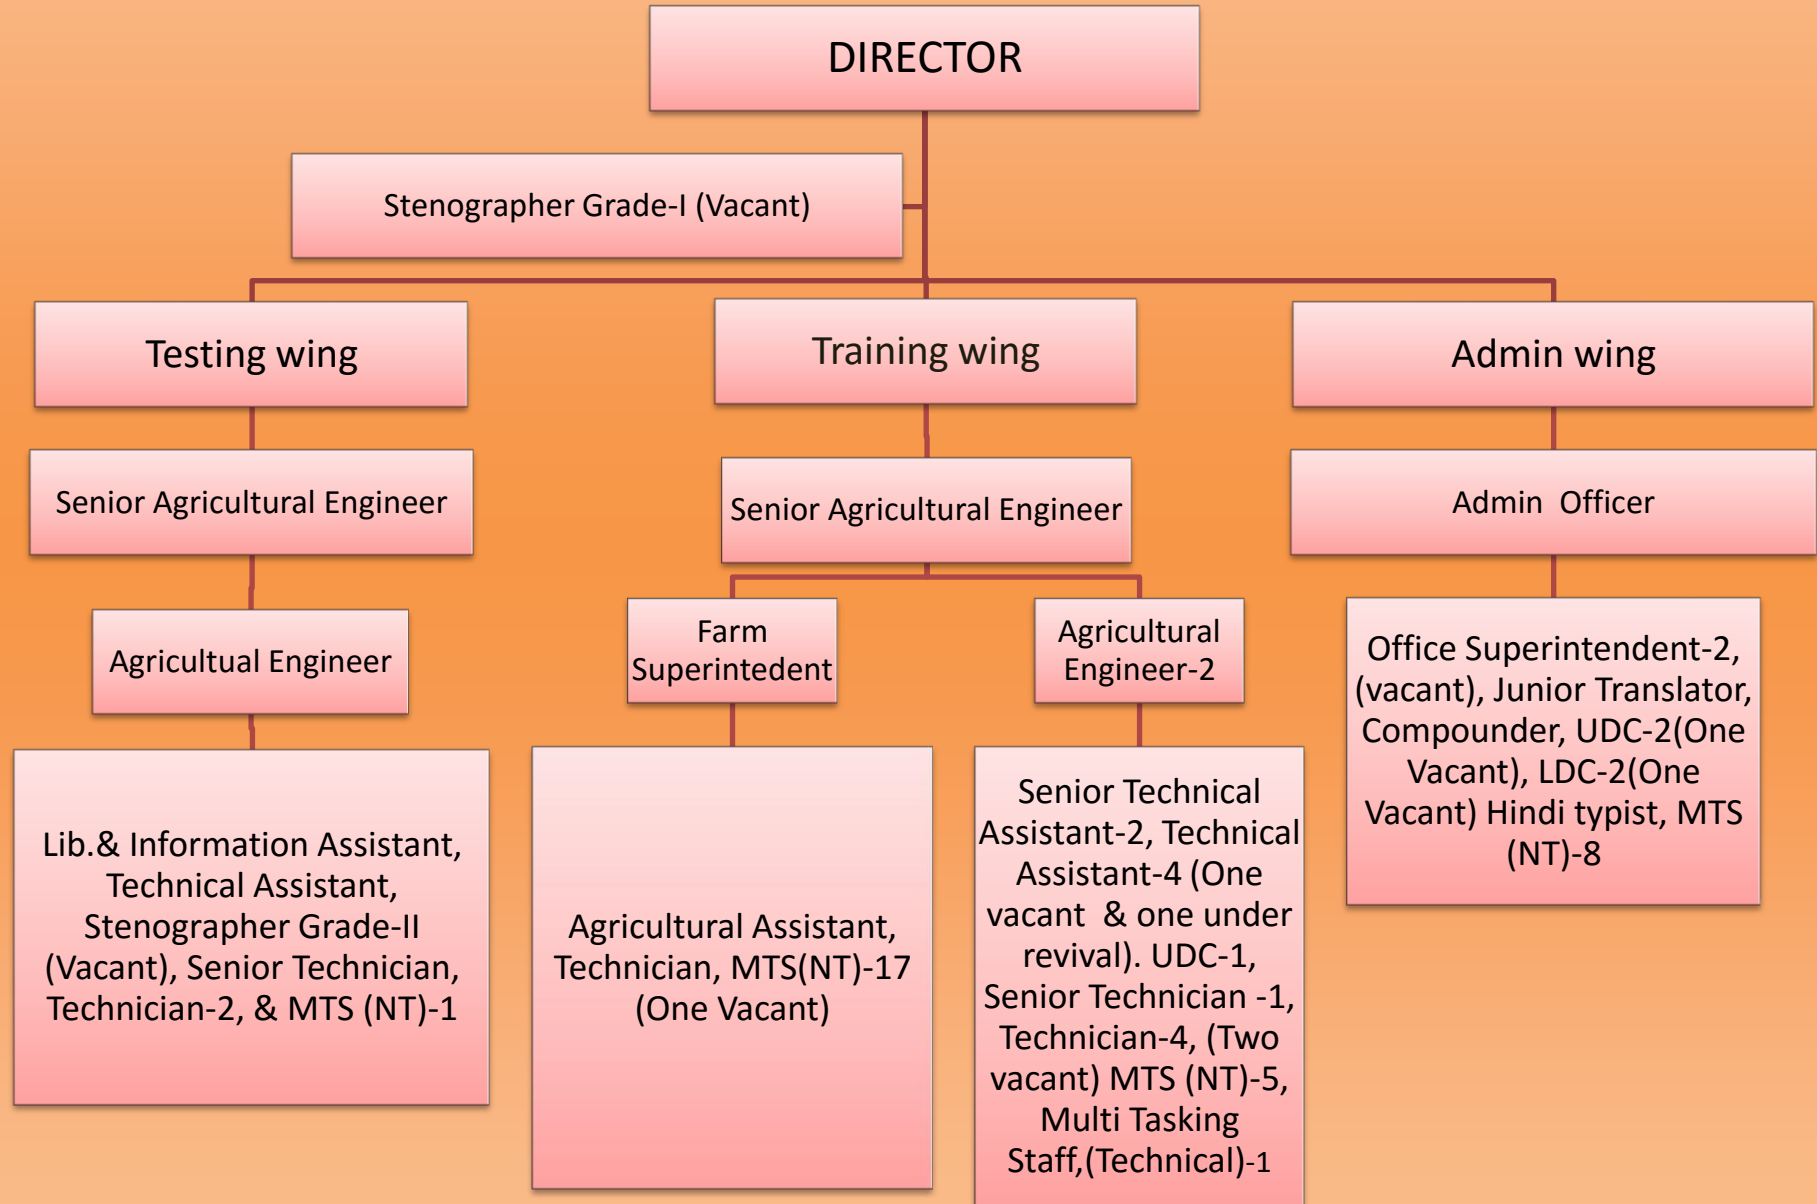 DIRECTOR
Stenographer Grade-I (Vacant)
Testing wing
Training wing
Admin wing
Senior Agricultural Engineer
Senior Agricultural Engineer
Admin Officer
Agricultual Engineer
Farm
Superintedent
Agricultural
Engineer-2
Office Superintendent-2,
(vacant), Junior Translator,
Compounder, UDC-2(One
Vacant), LDC-2(One
Vacant) Hindi typist, MTS
(NT)-8
Lib.& Information Assistant,
Technical Assistant,
Stenographer Grade-II
(Vacant), Senior Technician,
Technician-2, & MTS (NT)-1
Agricultural Assistant,
Technician, MTS(NT)-17
(One Vacant)
Senior Technical
Assistant-2, Technical
Assistant-4 (One
vacant & one under
revival). UDC-1,
Senior Technician -1,
Technician-4, (Two
vacant) MTS (NT)-5,
Multi Tasking
Staff,(Technical)-1